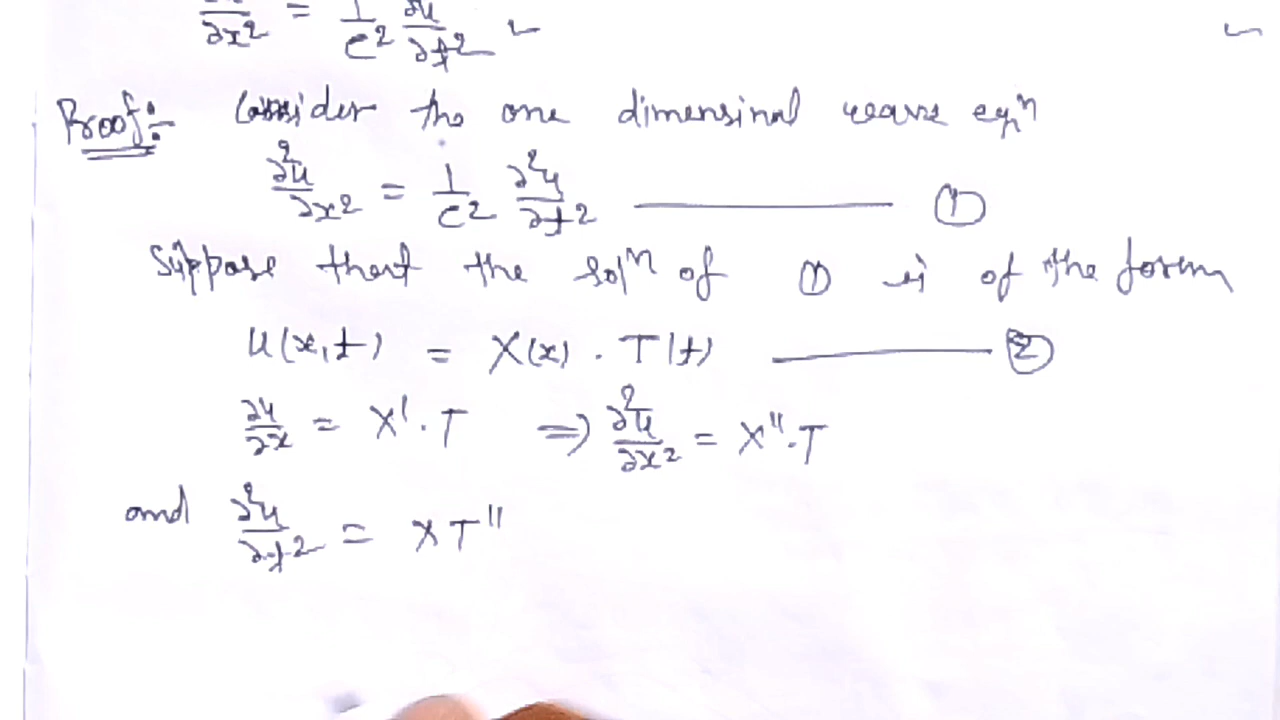 ∂x² = 1/c² ∂²u/∂t²
Proof:- Consider the one dimensinal wave eqⁿ
∂²u/∂x² = 1/c² ∂²u/∂t² ——— ①
Suppose that the solⁿ of ① is of the form
u(x,t) = X(x) . T(t) ——— ②
∂u/∂x = X' . T ⇒ ∂²u/∂x² = X'' . T
and ∂²u/∂t² = X T''